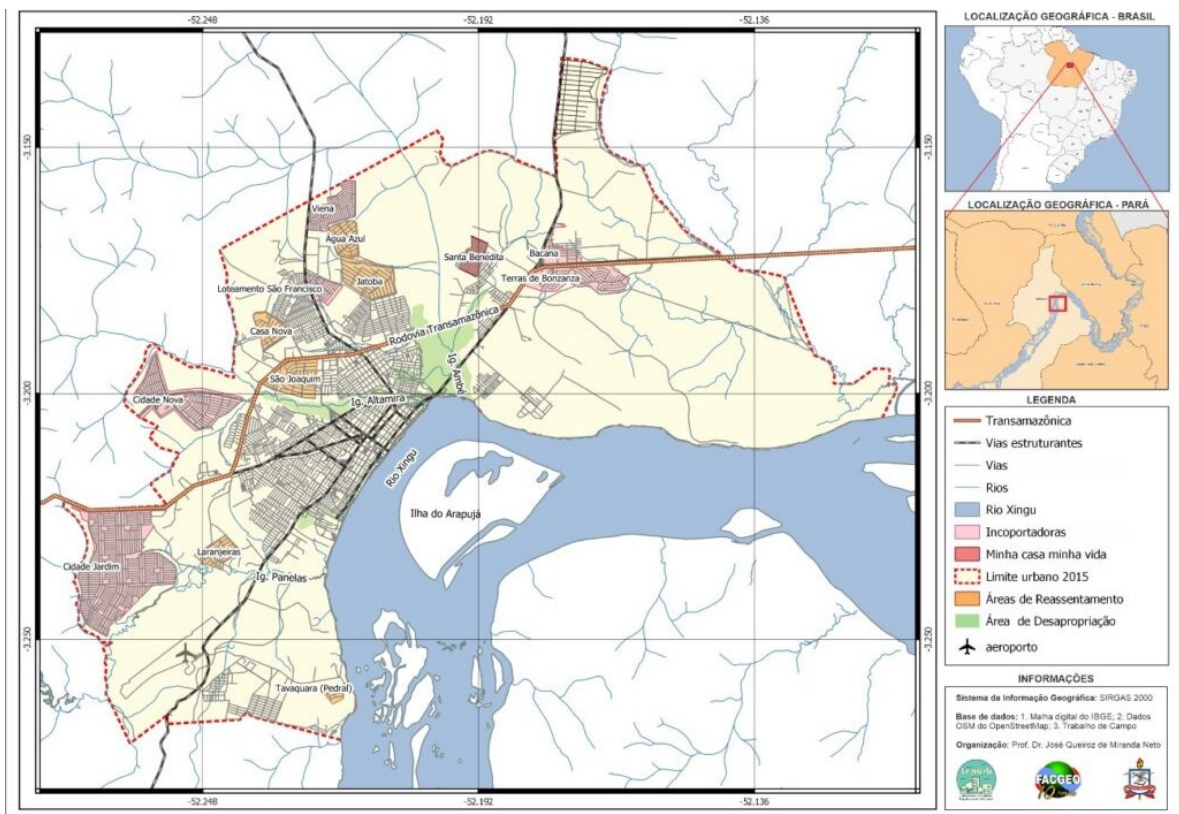 -52.248
-52.192
-52.136
-3.150
-3.150
Viena
Água Azul
Santa Benedita
Bacana
Jatoba
Terras de Bonzanza
Loteamento São Francisco
Casa Nova
Rodovia Transamazônica
São Joaquim
Ig. Ambé
Cidade Nova
Ig. Altamira
-3.200
-3.200
Rio Xingu
Ilha do Arapujá
Laranjeiras
Cidade Jardim
Ig. Panelas
-3.250
-3.250
Tavaquara (Pedral)
-52.248
-52.192
-52.136
LOCALIZAÇÃO GEOGRÁFICA - BRASIL
LOCALIZAÇÃO GEOGRÁFICA - PARÁ
LEGENDA
Transamazônica
Vias estruturantes
Vias
Rios
Rio Xingu
Incoportadoras
Minha casa minha vida
Límite urbano 2015
Áreas de Reassentamento
Área de Desapropriação
aeroporto
INFORMAÇÕES
Sistema da Informação Geográfica: SIRGAS 2000
Base de dados: 1. Malha digital do IBGE; 2. Dados
OSM do OpenStreetMap; 3. Trabalho de Campo
Organização: Prof. Dr. José Queiroz de Miranda Neto
FACGEO